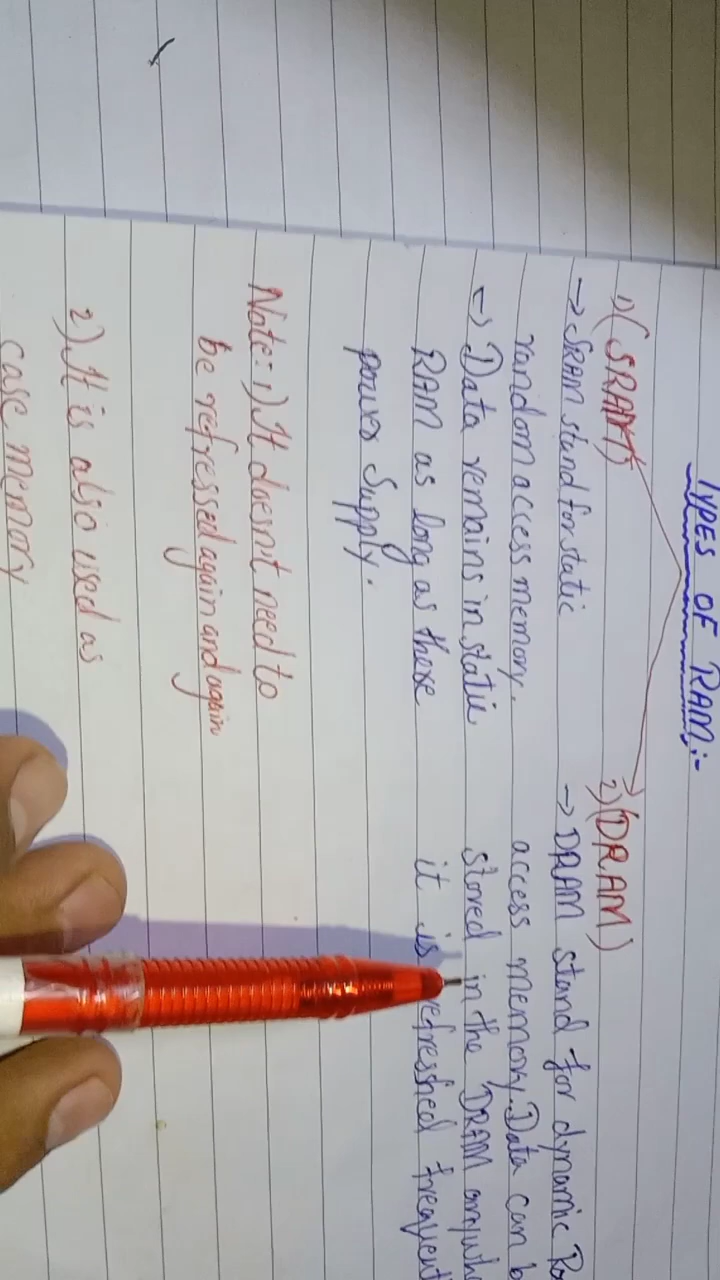 TYPES OF RAM:-
1) (SRAM)
→ SRAM stand for static
random access memory.
→ Data remains in static
RAM as long as there
power Supply.
Note: 1) It doesn't need to
be refressed again and again
2) It is also used as
case memory
2) (DRAM)
→ DRAM stand for dynamic
access memory. Data can
stored in the DRAM
it is refreshed